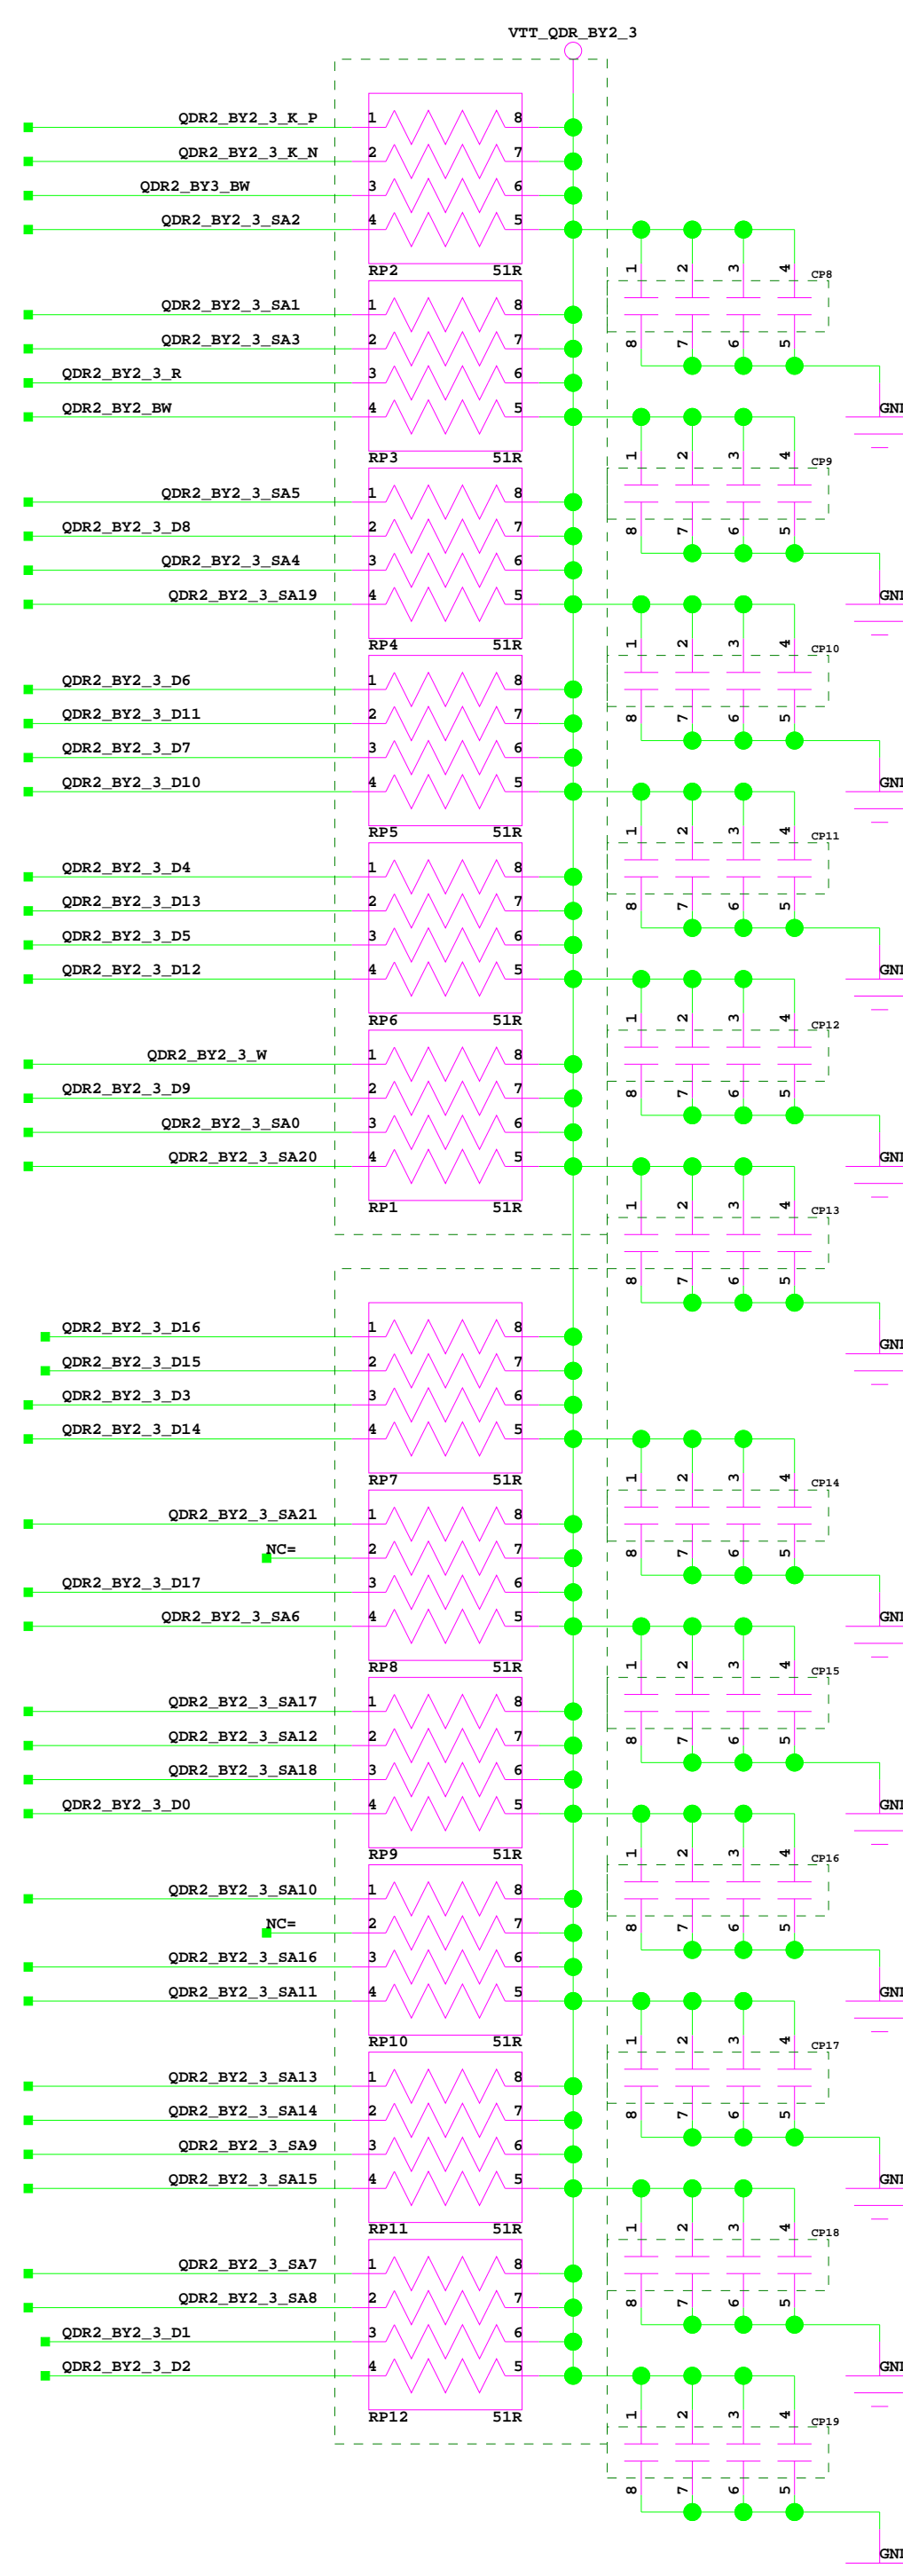 VTT_QDR_BY2_3
QDR2_BY2_3_K_P 1 8
QDR2_BY2_3_K_N 2 7
QDR2_BY3_BW 3 6
QDR2_BY2_3_SA2 4 5
RP2 51R
1 2 3 4 CP8
8 7 6 5
QDR2_BY2_3_SA1 1 8
QDR2_BY2_3_SA3 2 7
QDR2_BY2_3_R 3 6
QDR2_BY2_BW 4 5
GND
RP3 51R
1 2 3 4 CP9
8 7 6 5
QDR2_BY2_3_SA5 1 8
QDR2_BY2_3_D8 2 7
QDR2_BY2_3_SA4 3 6
QDR2_BY2_3_SA19 4 5
GND
RP4 51R
1 2 3 4 CP10
8 7 6 5
QDR2_BY2_3_D6 1 8
QDR2_BY2_3_D11 2 7
QDR2_BY2_3_D7 3 6
QDR2_BY2_3_D10 4 5
GND
RP5 51R
1 2 3 4 CP11
8 7 6 5
QDR2_BY2_3_D4 1 8
QDR2_BY2_3_D13 2 7
QDR2_BY2_3_D5 3 6
QDR2_BY2_3_D12 4 5
GND
RP6 51R
1 2 3 4 CP12
8 7 6 5
QDR2_BY2_3_W 1 8
QDR2_BY2_3_D9 2 7
QDR2_BY2_3_SA0 3 6
QDR2_BY2_3_SA20 4 5
GND
RP1 51R
1 2 3 4 CP13
8 7 6 5
QDR2_BY2_3_D16 1 8
GND
QDR2_BY2_3_D15 2 7
QDR2_BY2_3_D3 3 6
QDR2_BY2_3_D14 4 5
RP7 51R
1 2 3 4 CP14
8 7 6 5
QDR2_BY2_3_SA21 1 8
NC= 2 7
QDR2_BY2_3_D17 3 6
QDR2_BY2_3_SA6 4 5
GND
RP8 51R
1 2 3 4 CP15
8 7 6 5
QDR2_BY2_3_SA17 1 8
QDR2_BY2_3_SA12 2 7
QDR2_BY2_3_SA18 3 6
QDR2_BY2_3_D0 4 5
GND
RP9 51R
1 2 3 4 CP16
8 7 6 5
QDR2_BY2_3_SA10 1 8
NC= 2 7
QDR2_BY2_3_SA16 3 6
QDR2_BY2_3_SA11 4 5
GND
RP10 51R
1 2 3 4 CP17
8 7 6 5
QDR2_BY2_3_SA13 1 8
QDR2_BY2_3_SA14 2 7
QDR2_BY2_3_SA9 3 6
QDR2_BY2_3_SA15 4 5
GND
RP11 51R
1 2 3 4 CP18
8 7 6 5
QDR2_BY2_3_SA7 1 8
QDR2_BY2_3_SA8 2 7
QDR2_BY2_3_D1 3 6
QDR2_BY2_3_D2 4 5
GND
RP12 51R
1 2 3 4 CP19
8 7 6 5
GND